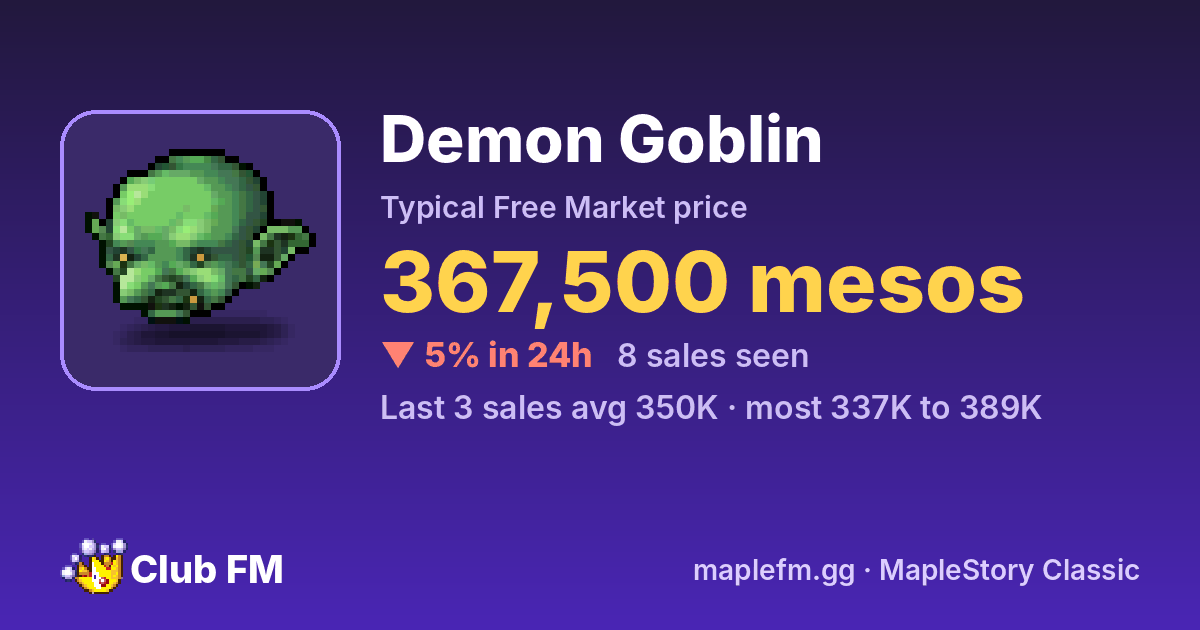 Demon Goblin
Typical Free Market price
367,500 mesos
▼ 5% in 24h 8 sales seen
Last 3 sales avg 350K · most 337K to 389K
Club FM
maplefm.gg · MapleStory Classic